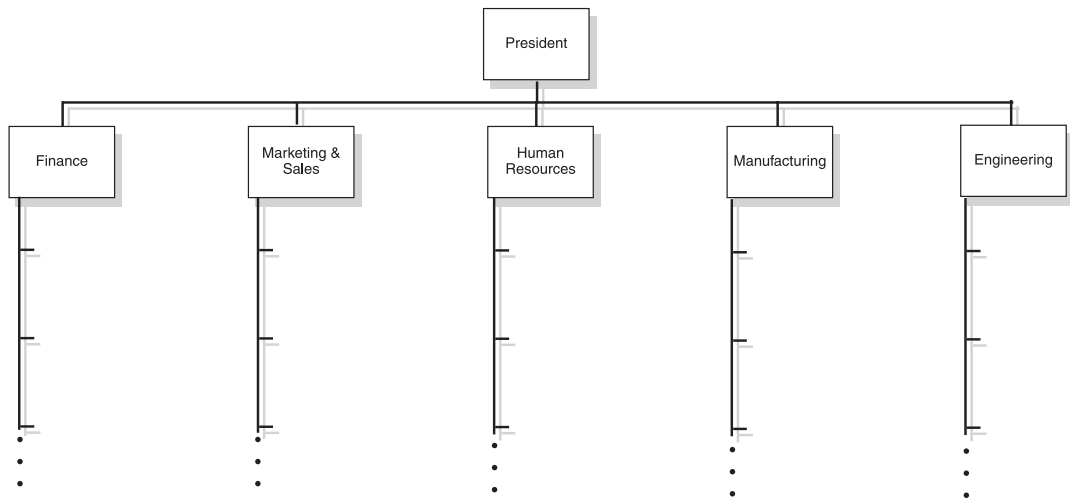 President
Finance
Marketing &
Sales
Human
Resources
Manufacturing
Engineering